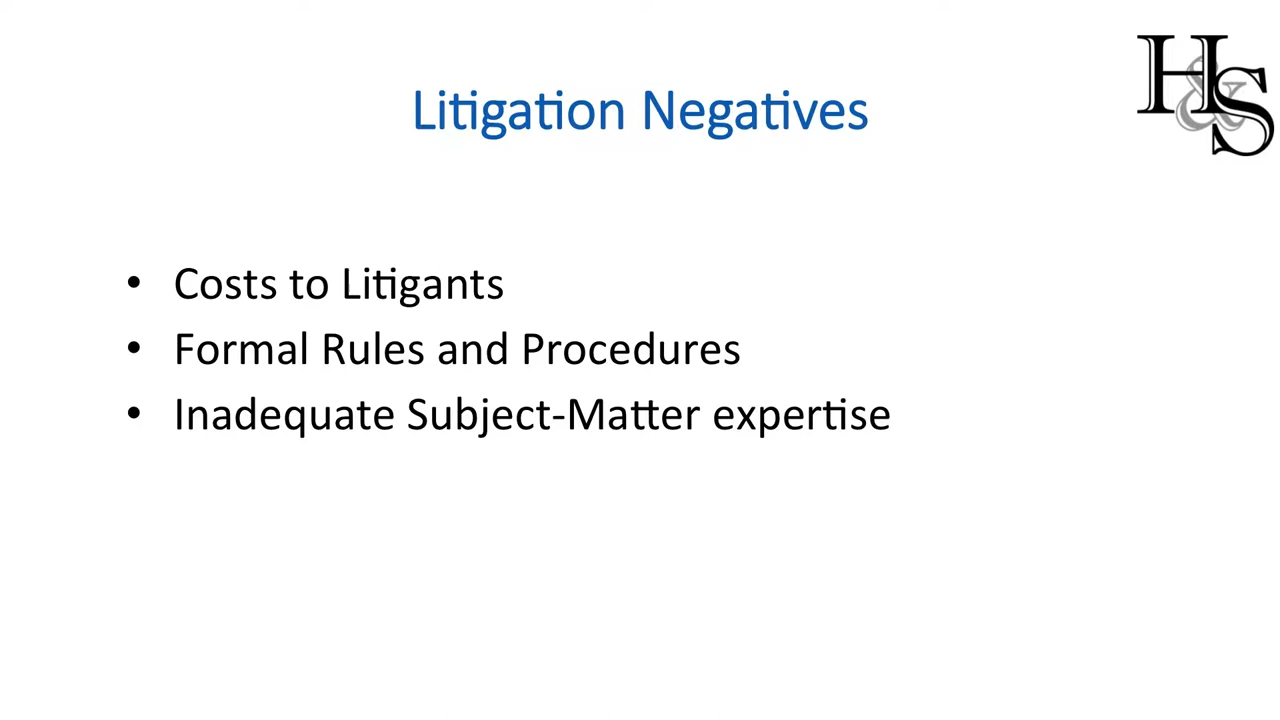 H&S
Litigation Negatives
• Costs to Litigants
• Formal Rules and Procedures
• Inadequate Subject-Matter expertise